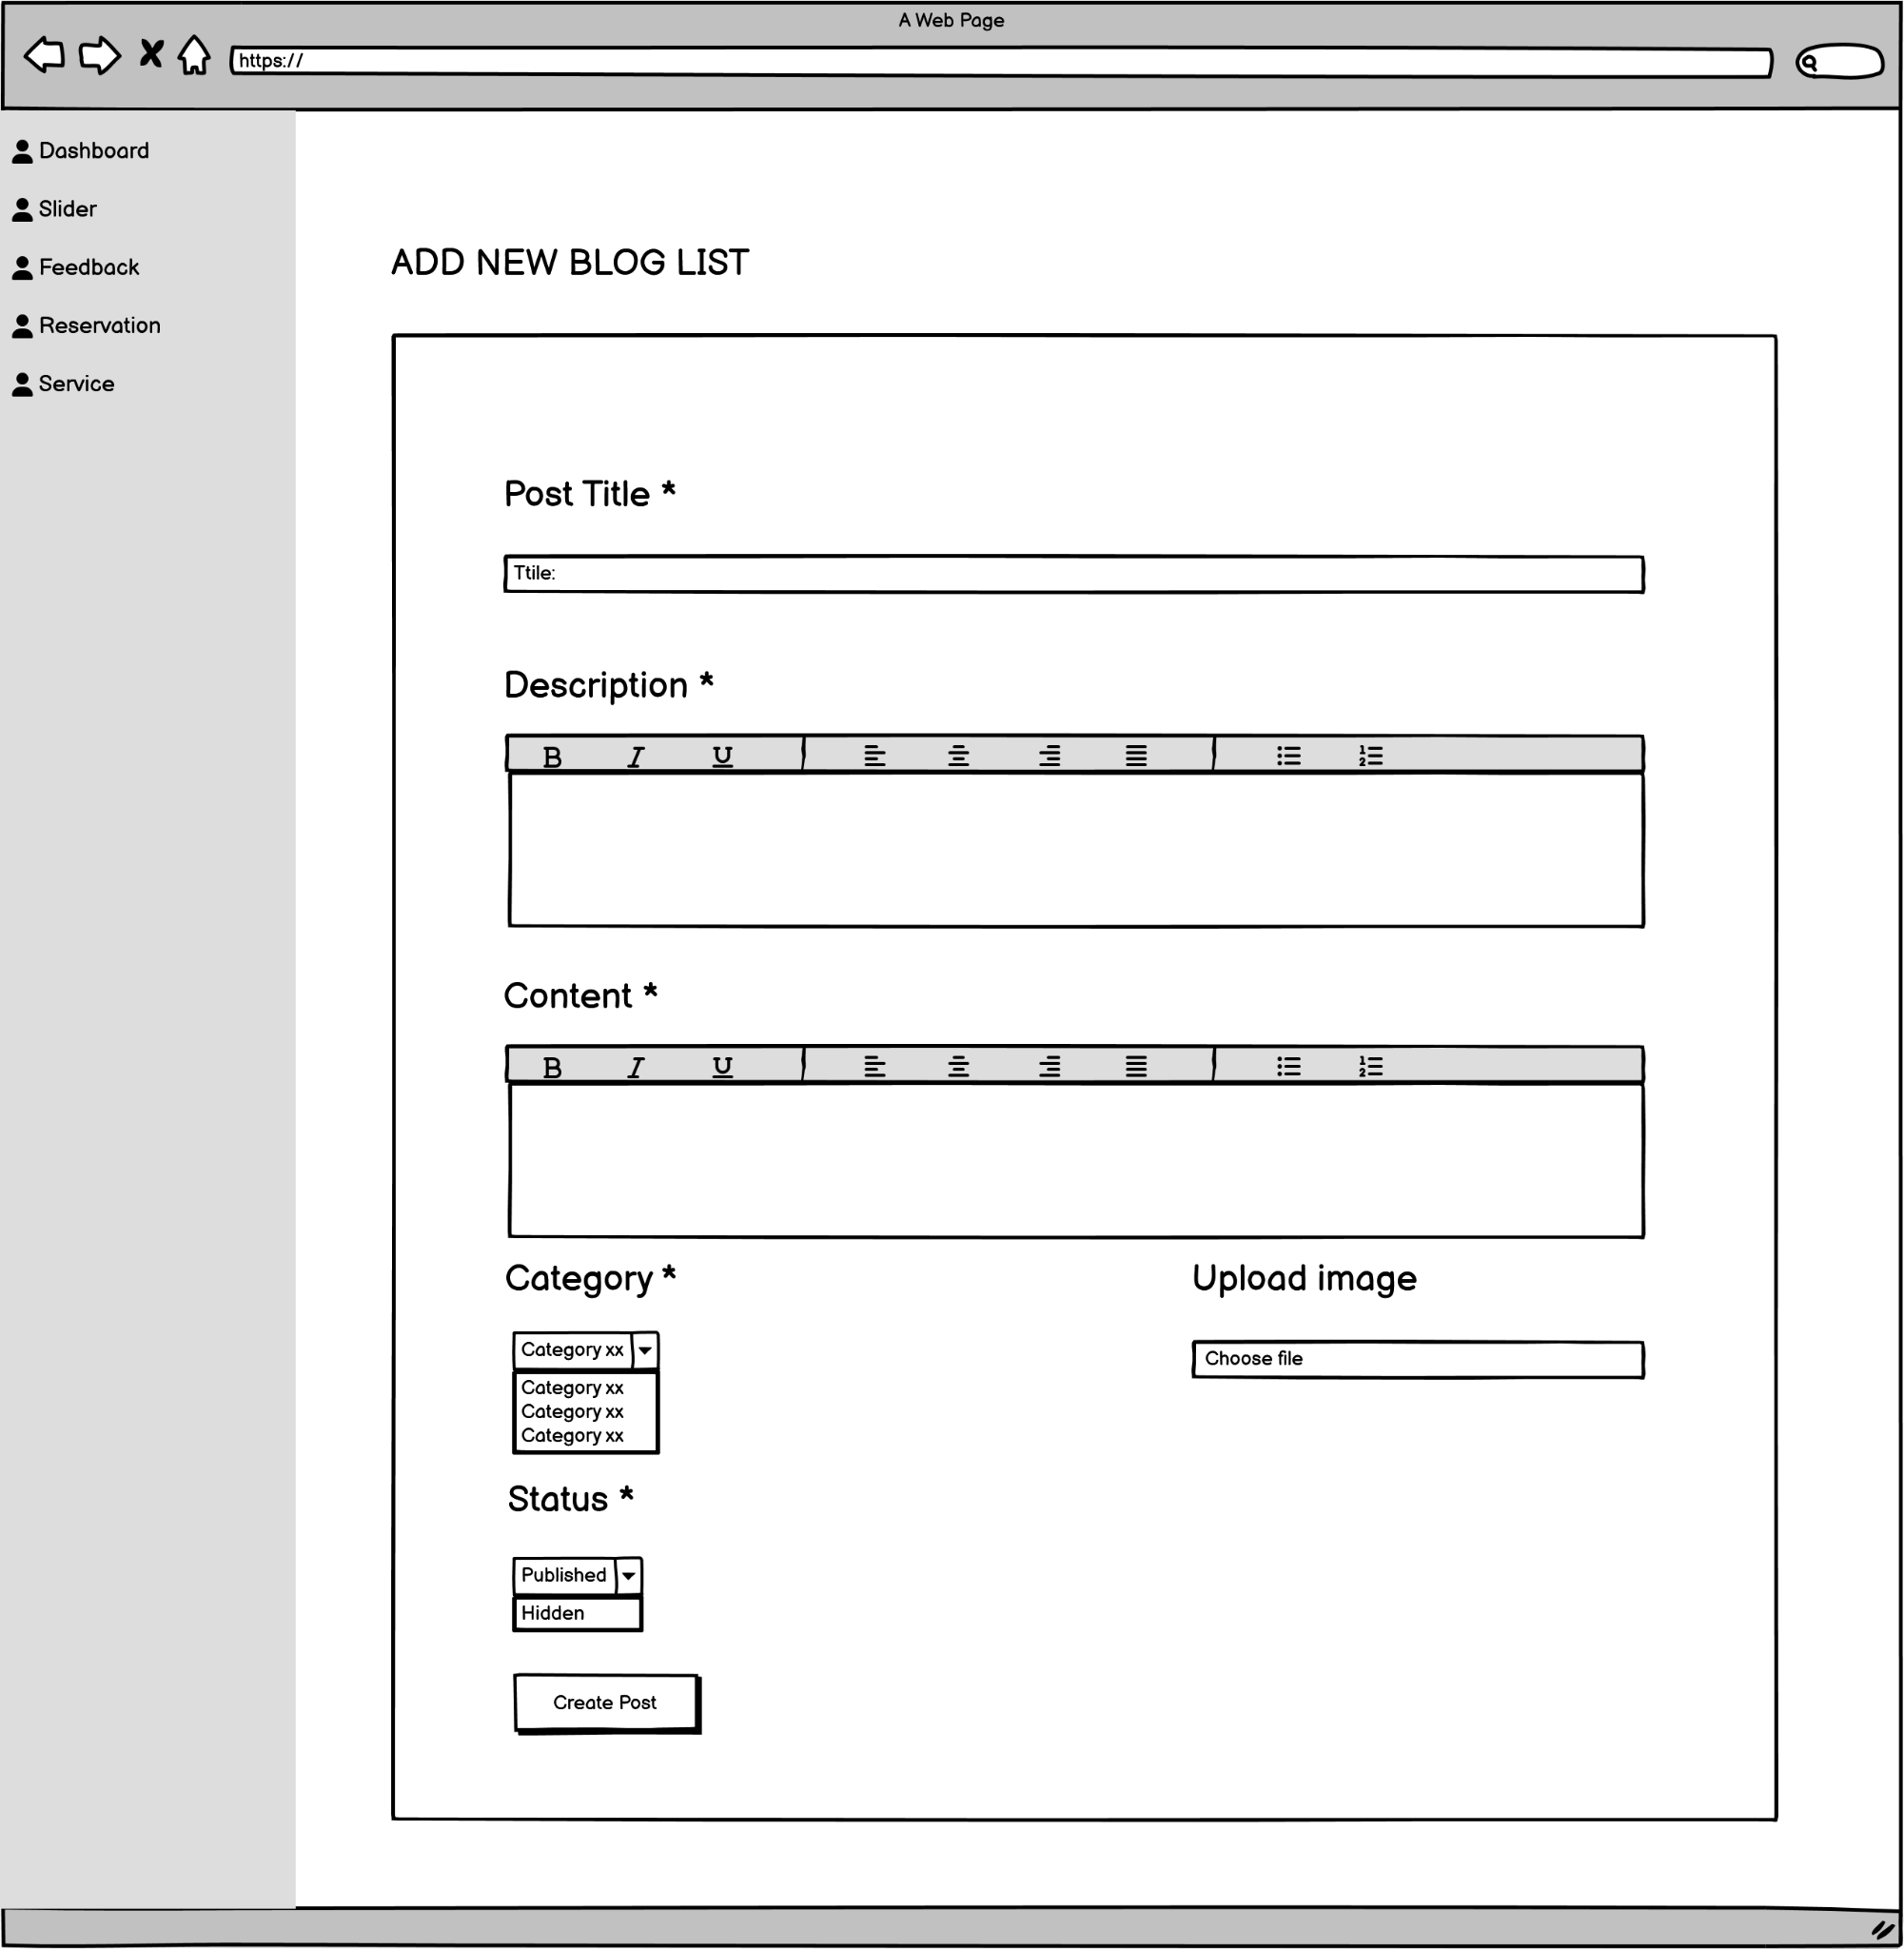 A Web Page
https://
Dashboard
Slider
Feedback
Reservation
Service
ADD NEW BLOG LIST
Post Title *
Ttile:
Description *
B I U
Content *
B I U
Category *
Upload image
Category xx
Choose file
Category xx
Category xx
Category xx
Status *
Published
Hidden
Create Post